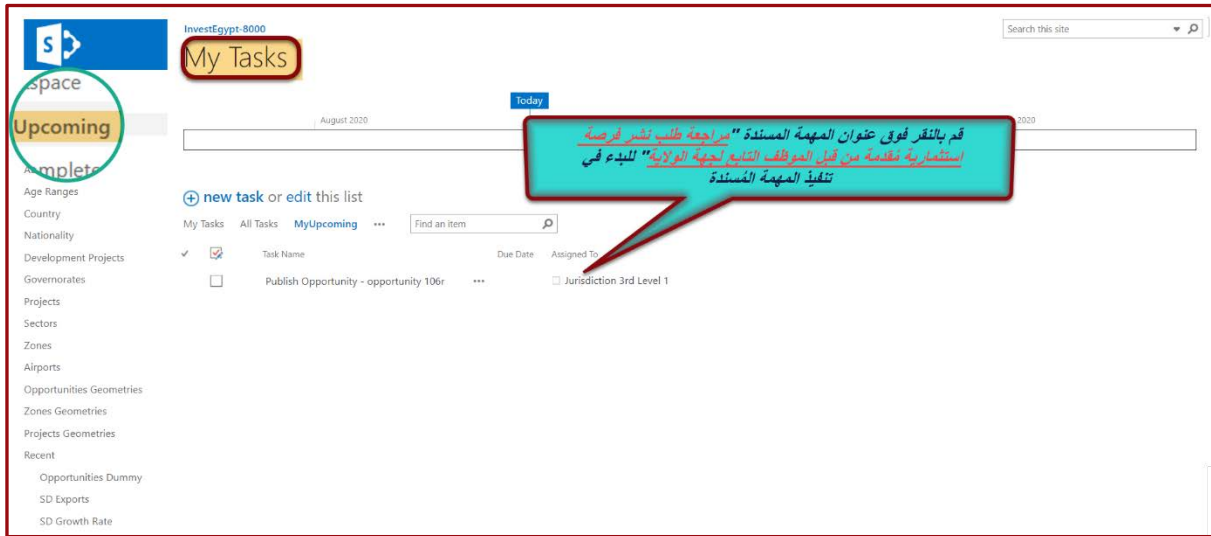 InvestEgypt-8000
Search this site
My Tasks
Upcoming
Today
August 2020
2020
قم بالنقر فوق عنوان المهمة المسندة "مراجعة طلب نشر فرصة
استثمارية مُقدمة من قبل الموظف التابع لجهة الولاية" للبدء في
تنفيذ المهمة المُسندة
new task or edit this list
My Tasks All Tasks MyUpcoming ... Find an item
Task Name Due Date Assigned To
Publish Opportunity - opportunity 106r ... Jurisdiction 3rd Level 1
Age Ranges
Country
Nationality
Development Projects
Governorates
Projects
Sectors
Zones
Airports
Opportunities Geometries
Zones Geometries
Projects Geometries
Recent
Opportunities Dummy
SD Exports
SD Growth Rate